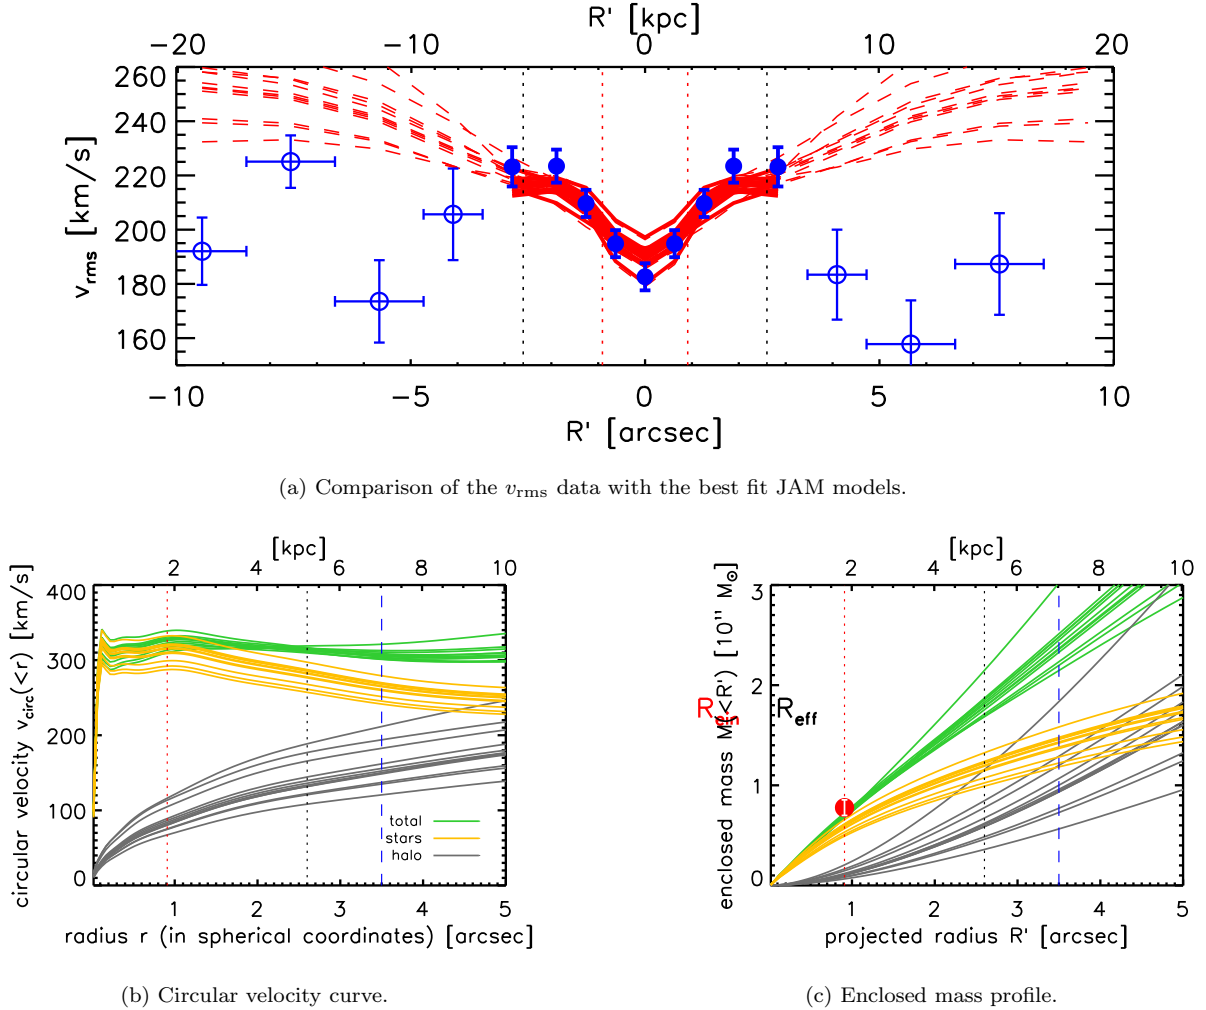 R' [kpc]
−20 −10 0 10 20
260
240
220
200
180
160
v_rms [km/s]
−10 −5 0 5 10
R' [arcsec]
(a) Comparison of the v_rms data with the best fit JAM models.
[kpc]
2 4 6 8 10
400
300
200
100
0
circular velocity v_circ(<r) [km/s]
total
stars
halo
1 2 3 4 5
radius r (in spherical coordinates) [arcsec]
(b) Circular velocity curve.
[kpc]
2 4 6 8 10
3
2
1
0
enclosed mass M(<R') [10¹¹ M⊙]
R_ein
R_eff
1 2 3 4 5
projected radius R' [arcsec]
(c) Enclosed mass profile.